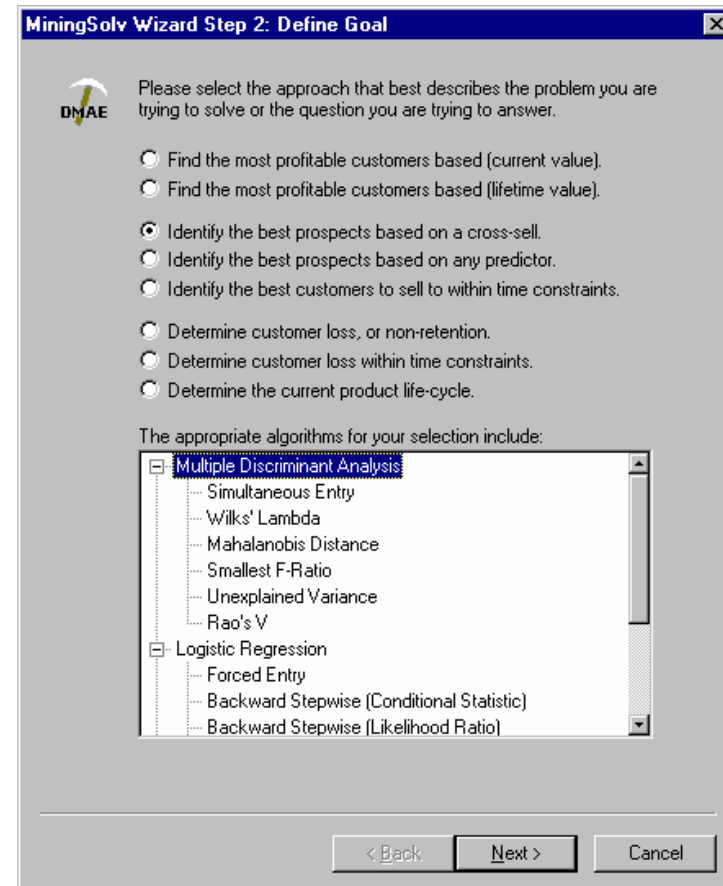 MiningSolv Wizard Step 2: Define Goal
DMAE
Please select the approach that best describes the problem you are
trying to solve or the question you are trying to answer.
Find the most profitable customers based (current value).
Find the most profitable customers based (lifetime value).
Identify the best prospects based on a cross-sell.
Identify the best prospects based on any predictor.
Identify the best customers to sell to within time constraints.
Determine customer loss, or non-retention.
Determine customer loss within time constraints.
Determine the current product life-cycle.
The appropriate algorithms for your selection include:
Multiple Discriminant Analysis
Simultaneous Entry
Wilks' Lambda
Mahalanobis Distance
Smallest F-Ratio
Unexplained Variance
Rao's V
Logistic Regression
Forced Entry
Backward Stepwise (Conditional Statistic)
Backward Stepwise (Likelihood Ratio)
< Back Next > Cancel